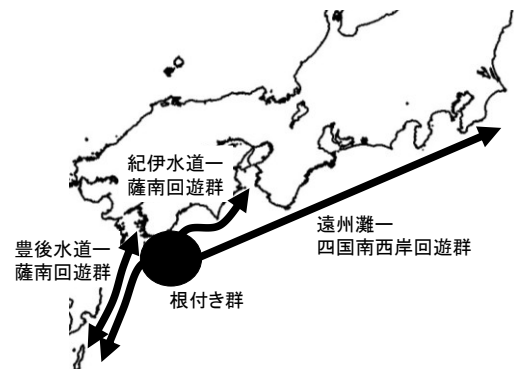 紀伊水道ー
薩南回遊群
豊後水道ー
薩南回遊群
遠州灘ー
四国南西岸回遊群
根付き群